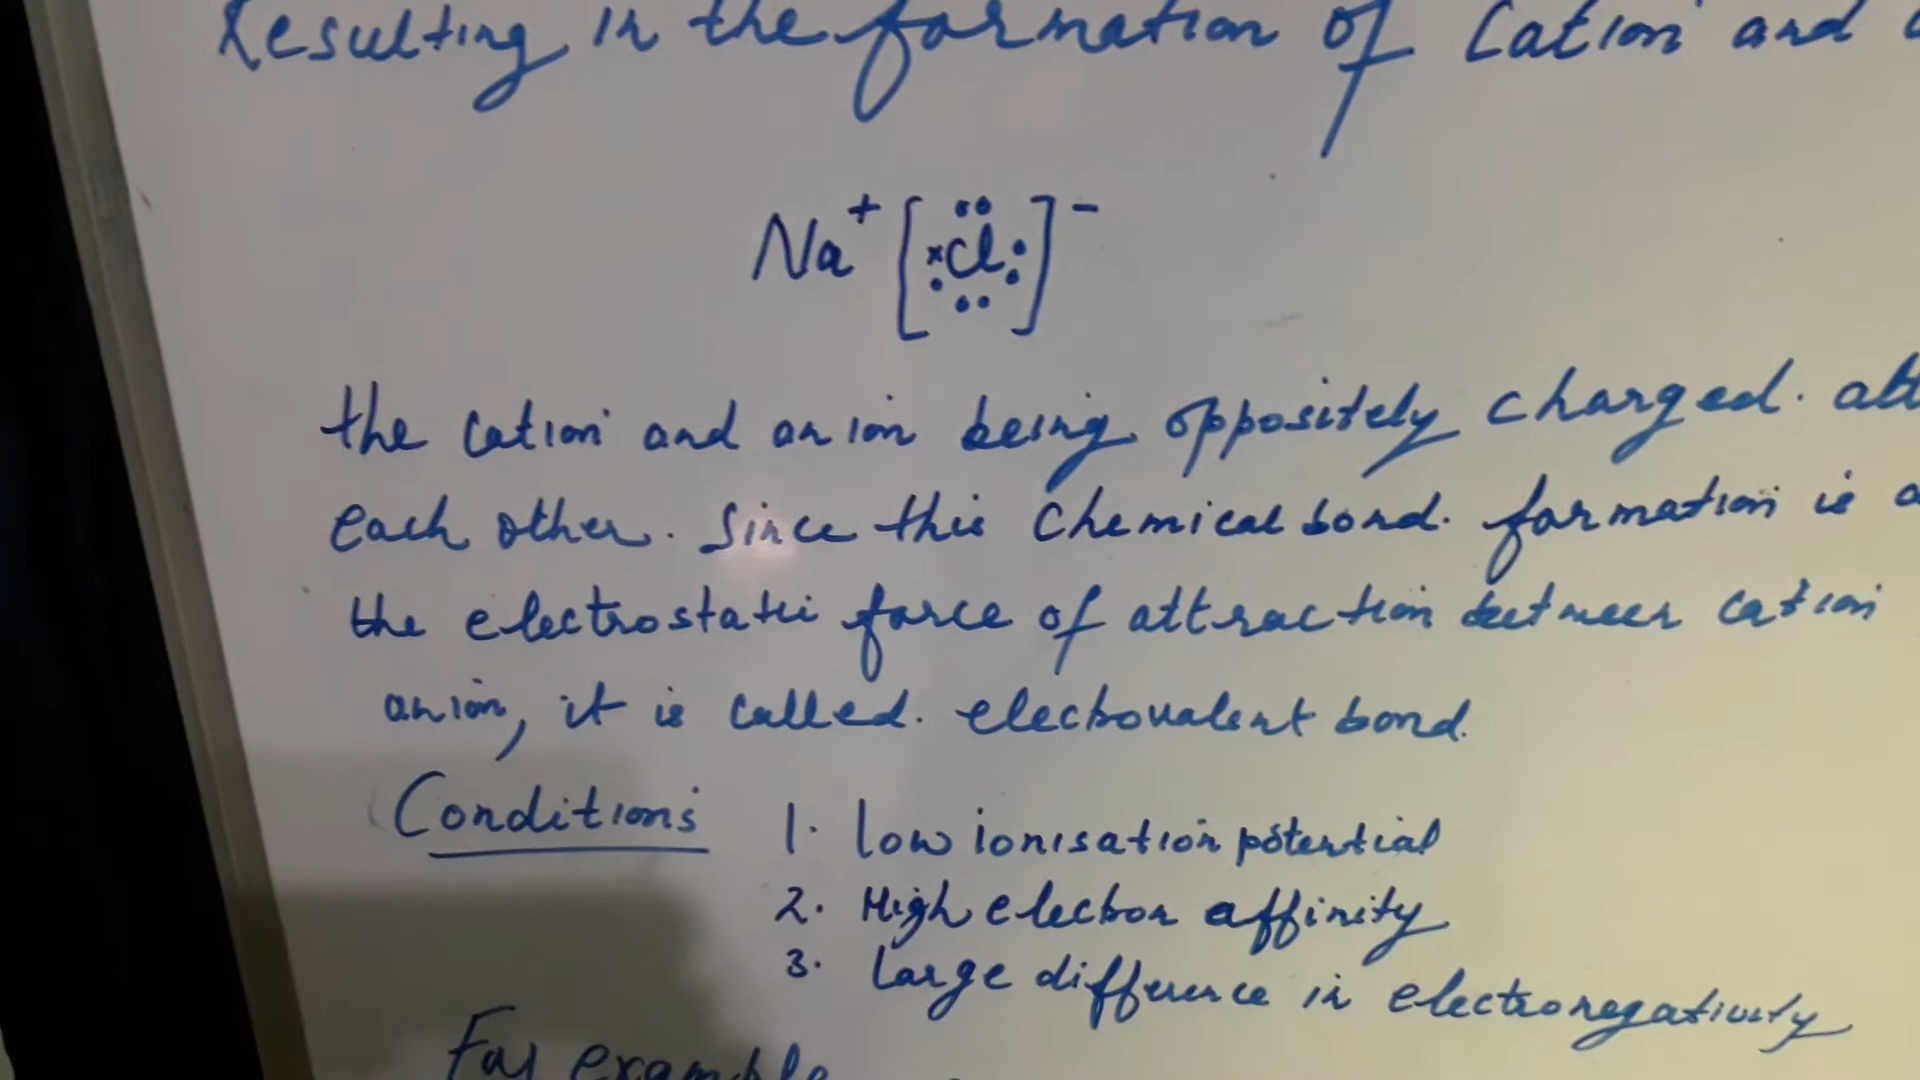 Resulting in the formation of Cation and
Na⁺ [×Cl]⁻
the Cation and anion being oppositely charged. att
each other. Since this Chemical bond. formation is a
the electrostatic force of attraction between cation
anion, it is called. electrovalent bond.
Conditions 1. low ionisation potential
2. High electron affinity
3. Large difference in electronegativity
For example